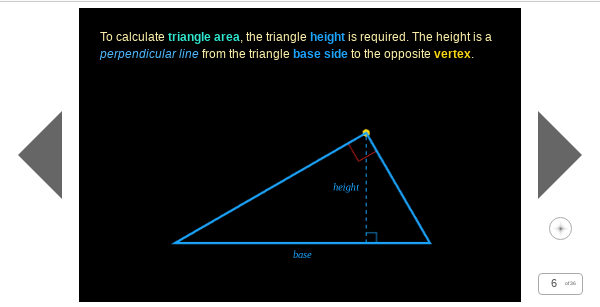 To calculate triangle area, the triangle height is required. The height is a
perpendicular line from the triangle base side to the opposite vertex.
height
base
6 of 36